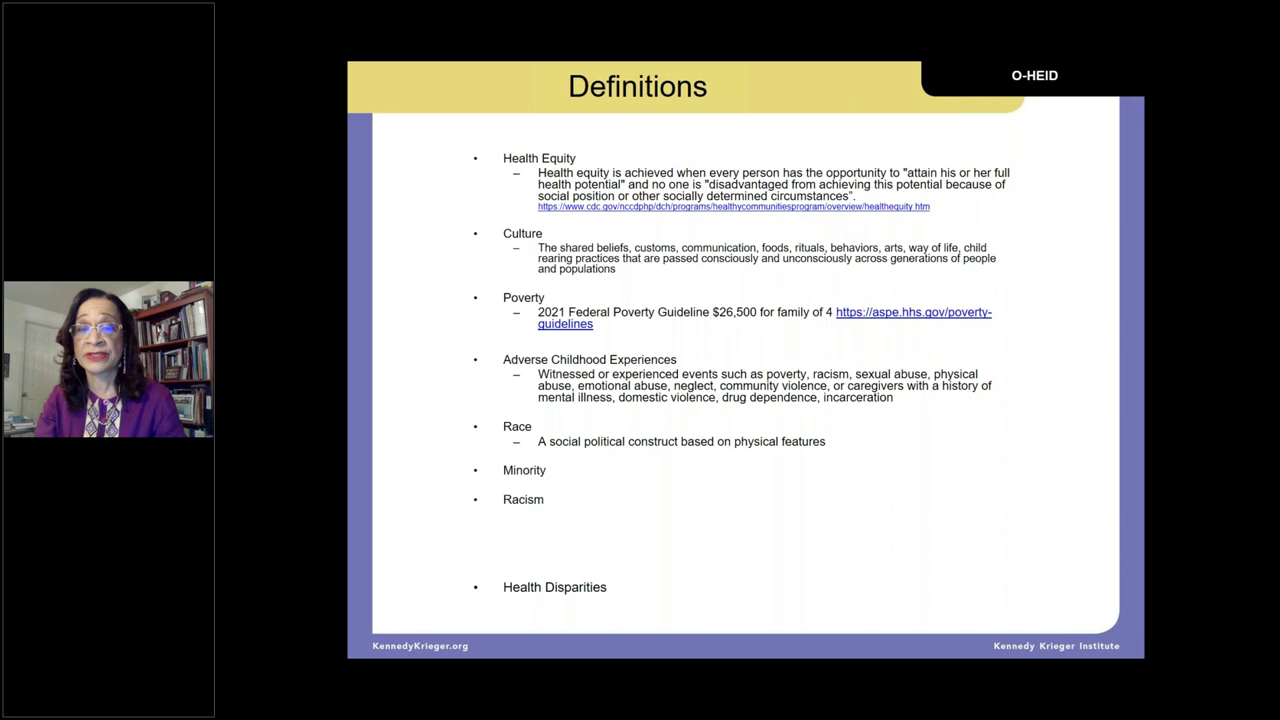 Definitions
O-HEID
• Health Equity
– Health equity is achieved when every person has the opportunity to "attain his or her full
health potential" and no one is "disadvantaged from achieving this potential because of
social position or other socially determined circumstances”.
https://www.cdc.gov/nccdphp/dch/programs/healthycommunitiesprogram/overview/healthequity.htm
• Culture
– The shared beliefs, customs, communication, foods, rituals, behaviors, arts, way of life, child
rearing practices that are passed consciously and unconsciously across generations of people
and populations
• Poverty
– 2021 Federal Poverty Guideline $26,500 for family of 4 https://aspe.hhs.gov/poverty-
guidelines
• Adverse Childhood Experiences
– Witnessed or experienced events such as poverty, racism, sexual abuse, physical
abuse, emotional abuse, neglect, community violence, or caregivers with a history of
mental illness, domestic violence, drug dependence, incarceration
• Race
– A social political construct based on physical features
• Minority
• Racism
• Health Disparities
KennedyKrieger.org
Kennedy Krieger Institute